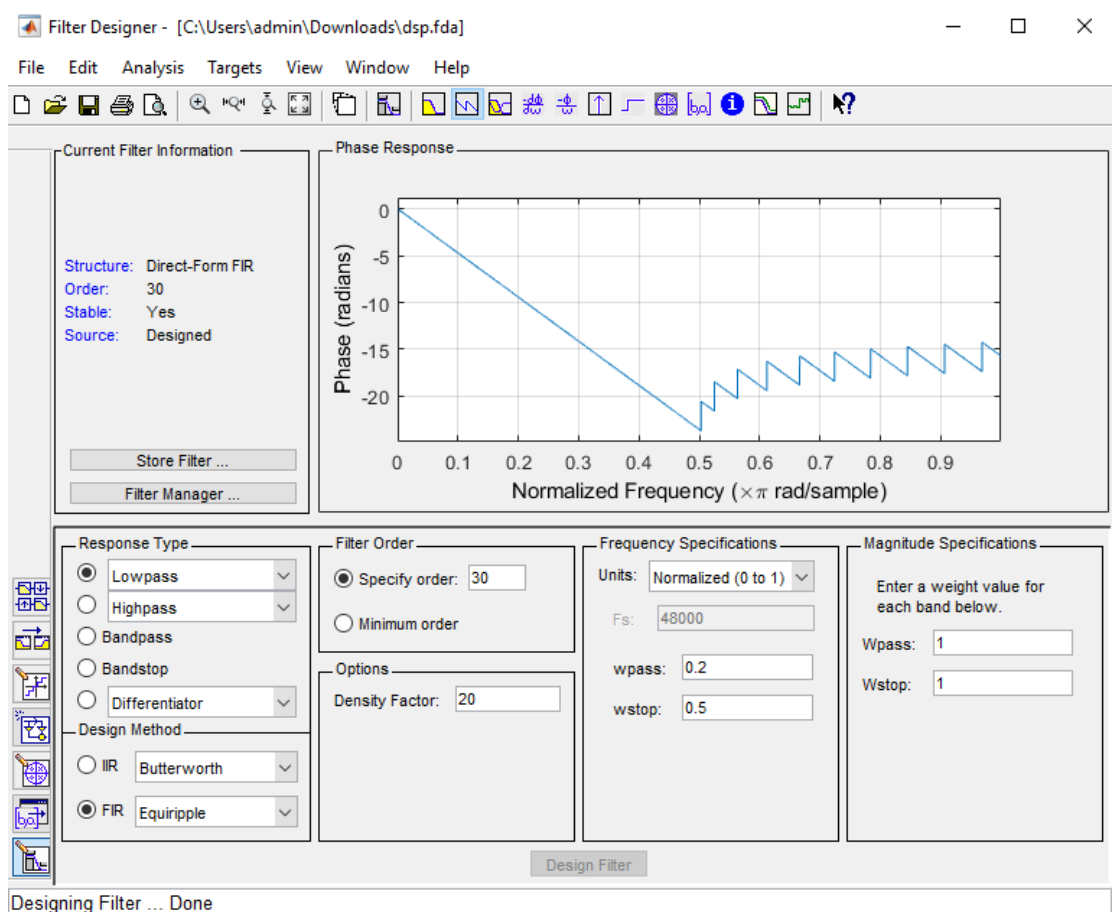 Filter Designer - [C:\Users\admin\Downloads\dsp.fda]
File Edit Analysis Targets View Window Help
Current Filter Information
Structure: Direct-Form FIR
Order: 30
Stable: Yes
Source: Designed
Store Filter ...
Filter Manager ...
Phase Response
Phase (radians)
0
-5
-10
-15
-20
0 0.1 0.2 0.3 0.4 0.5 0.6 0.7 0.8 0.9
Normalized Frequency (×π rad/sample)
Response Type
Lowpass
Highpass
Bandpass
Bandstop
Differentiator
Design Method
IIR Butterworth
FIR Equiripple
Filter Order
Specify order: 30
Minimum order
Options
Density Factor: 20
Frequency Specifications
Units: Normalized (0 to 1)
Fs: 48000
wpass: 0.2
wstop: 0.5
Magnitude Specifications
Enter a weight value for
each band below.
Wpass: 1
Wstop: 1
Design Filter
Designing Filter ... Done